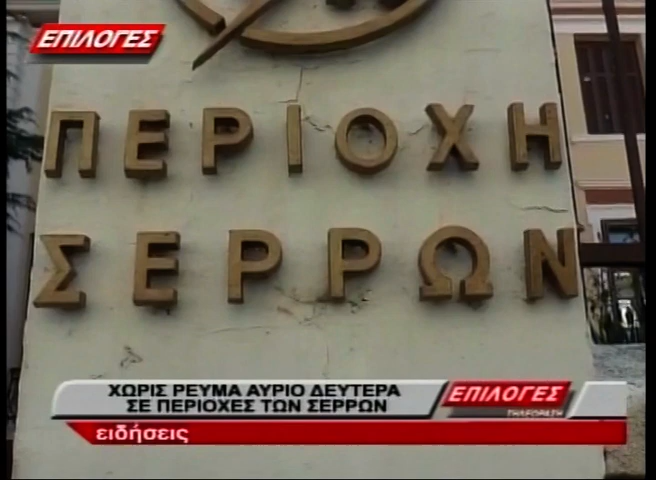 ΕΠΙΛΟΓΕΣ
ΠΕΡΙΟΧΗ
ΣΕΡΡΩΝ
ΧΩΡΙΣ ΡΕΥΜΑ ΑΥΡΙΟ ΔΕΥΤΕΡΑ
ΣΕ ΠΕΡΙΟΧΕΣ ΤΩΝ ΣΕΡΡΩΝ
ΕΠΙΛΟΓΕΣ
ΤΗΛΕΟΡΑΣΗ
ειδήσεις